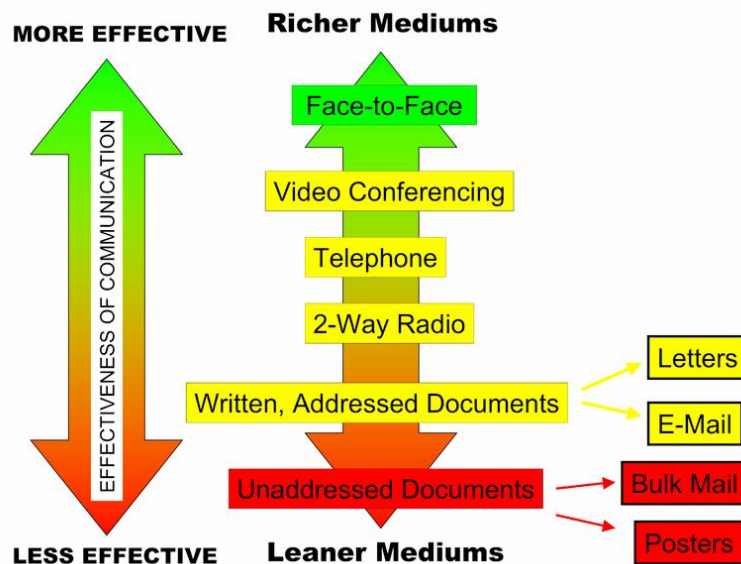 MORE EFFECTIVE
Richer Mediums
Face-to-Face
Video Conferencing
Telephone
2-Way Radio
Written, Addressed Documents
Letters
E-Mail
Unaddressed Documents
Bulk Mail
Posters
EFFECTIVENESS OF COMMUNICATION
LESS EFFECTIVE
Leaner Mediums